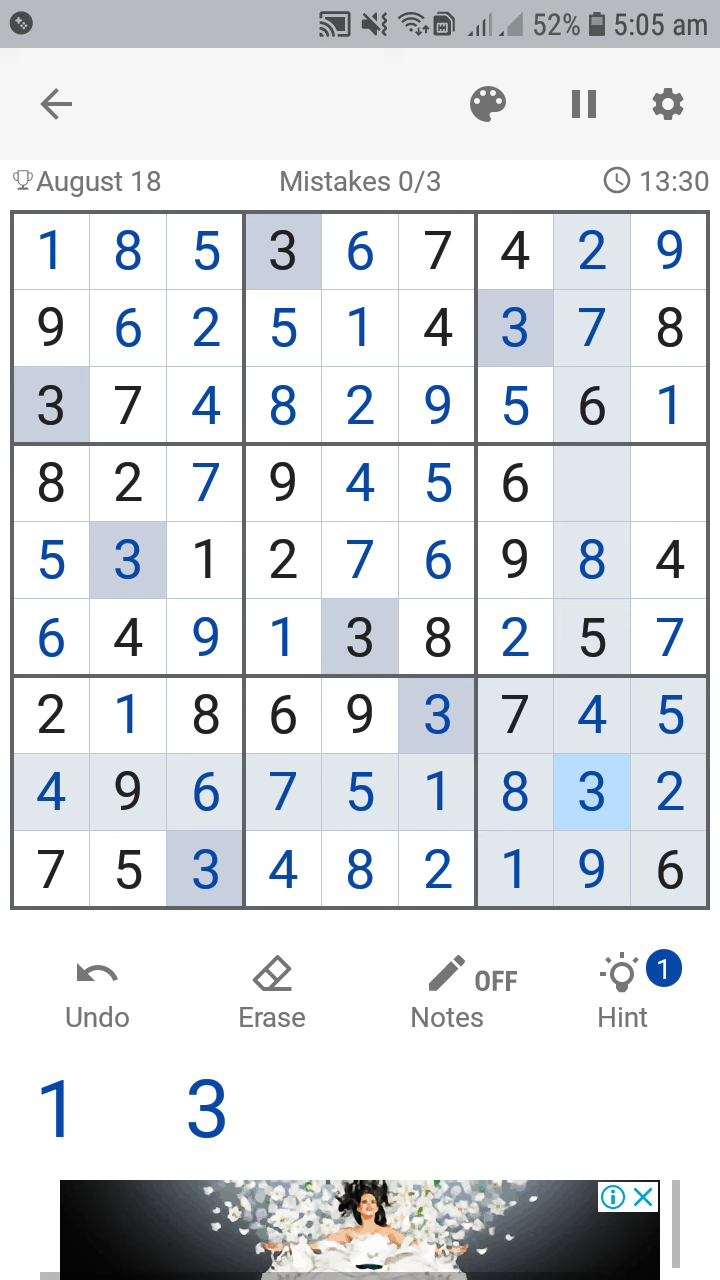 52% 5:05 am
August 18 Mistakes 0/3 13:30
1 8 5 3 6 7 4 2 9
9 6 2 5 1 4 3 7 8
3 7 4 8 2 9 5 6 1
8 2 7 9 4 5 6
5 3 1 2 7 6 9 8 4
6 4 9 1 3 8 2 5 7
2 1 8 6 9 3 7 4 5
4 9 6 7 5 1 8 3 2
7 5 3 4 8 2 1 9 6
OFF 1
Undo Erase Notes Hint
1 3